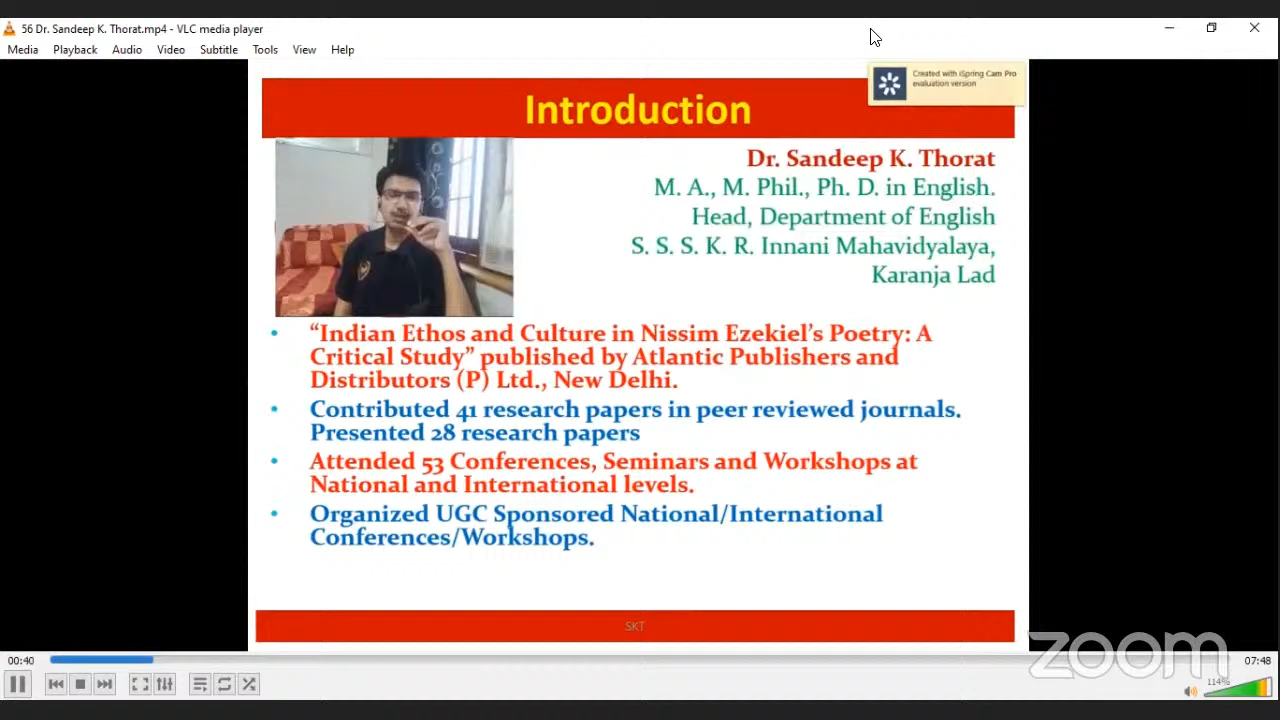 56 Dr. Sandeep K. Thorat.mp4 - VLC media player
Media Playback Audio Video Subtitle Tools View Help
Created with iSpring Cam Pro
evaluation version
Introduction
Dr. Sandeep K. Thorat
M. A., M. Phil., Ph. D. in English.
Head, Department of English
S. S. S. K. R. Innani Mahavidyalaya,
Karanja Lad
• “Indian Ethos and Culture in Nissim Ezekiel’s Poetry: A
Critical Study” published by Atlantic Publishers and
Distributors (P) Ltd., New Delhi.
• Contributed 41 research papers in peer reviewed journals.
Presented 28 research papers
• Attended 53 Conferences, Seminars and Workshops at
National and International levels.
• Organized UGC Sponsored National/International
Conferences/Workshops.
SKT
zoom
00:40
07:48
114%